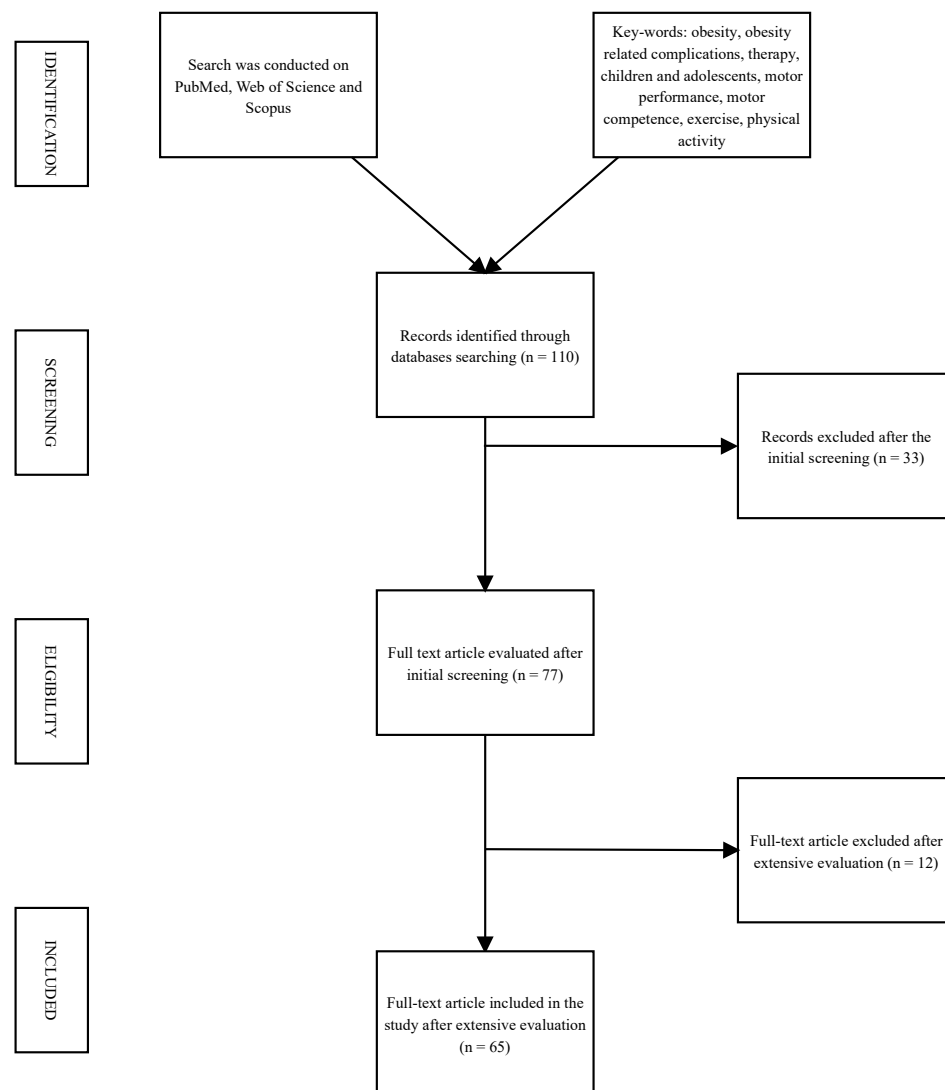 IDENTIFICATION
Search was conducted on
PubMed, Web of Science and
Scopus
Key-words: obesity, obesity
related complications, therapy,
children and adolescents, motor
performance, motor
competence, exercise, physical
activity
SCREENING
Records identified through
databases searching (n = 110)
Records excluded after the
initial screening (n = 33)
ELIGIBILITY
Full text article evaluated after
initial screening (n = 77)
Full-text article excluded after
extensive evaluation (n = 12)
INCLUDED
Full-text article included in the
study after extensive evaluation
(n = 65)